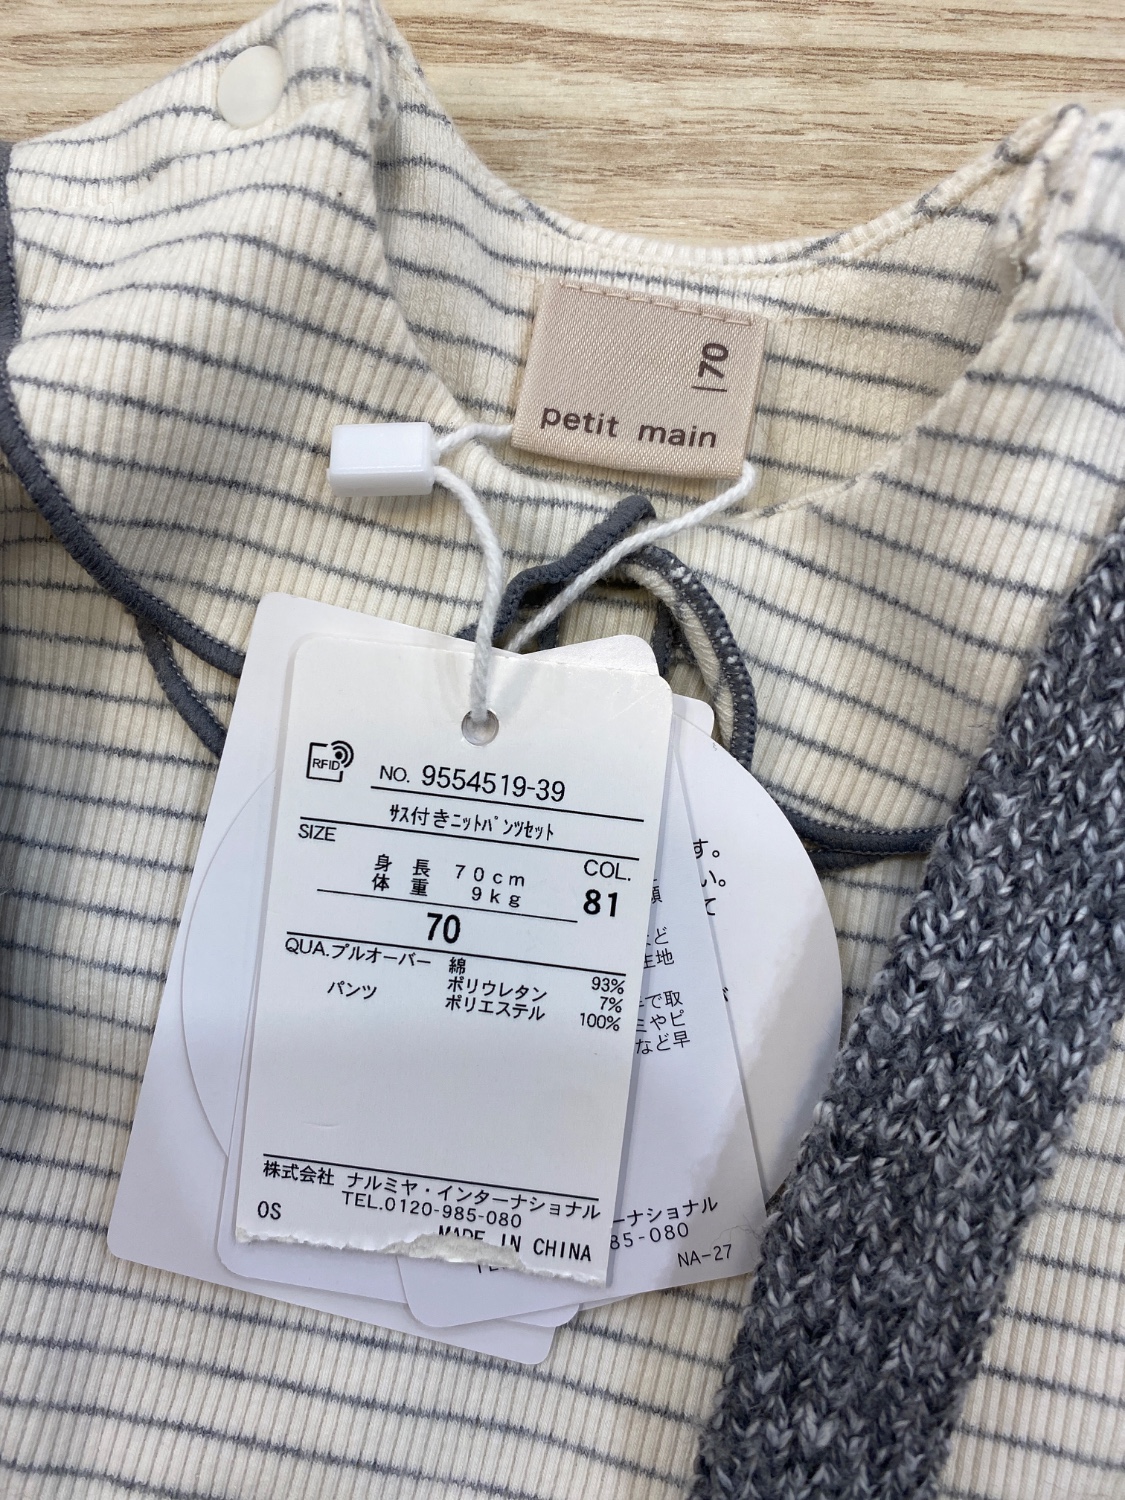 70
petit main
RFID
NO. 9554519-39
ｻｽ付きﾆｯﾄﾊﾟﾝﾂｾｯﾄ
SIZE
COL.
身長 70cm
体重 9kg
81
70
QUA.プルオーバー 綿 93%
ポリウレタン 7%
パンツ ポリエステル 100%
株式会社 ナルミヤ・インターナショナル
TEL.0120-985-080
OS
MADE IN CHINA
す。
い。
て
ど
生地
で取
ミやピ
など早
ーナショナル
85-080
NA-27